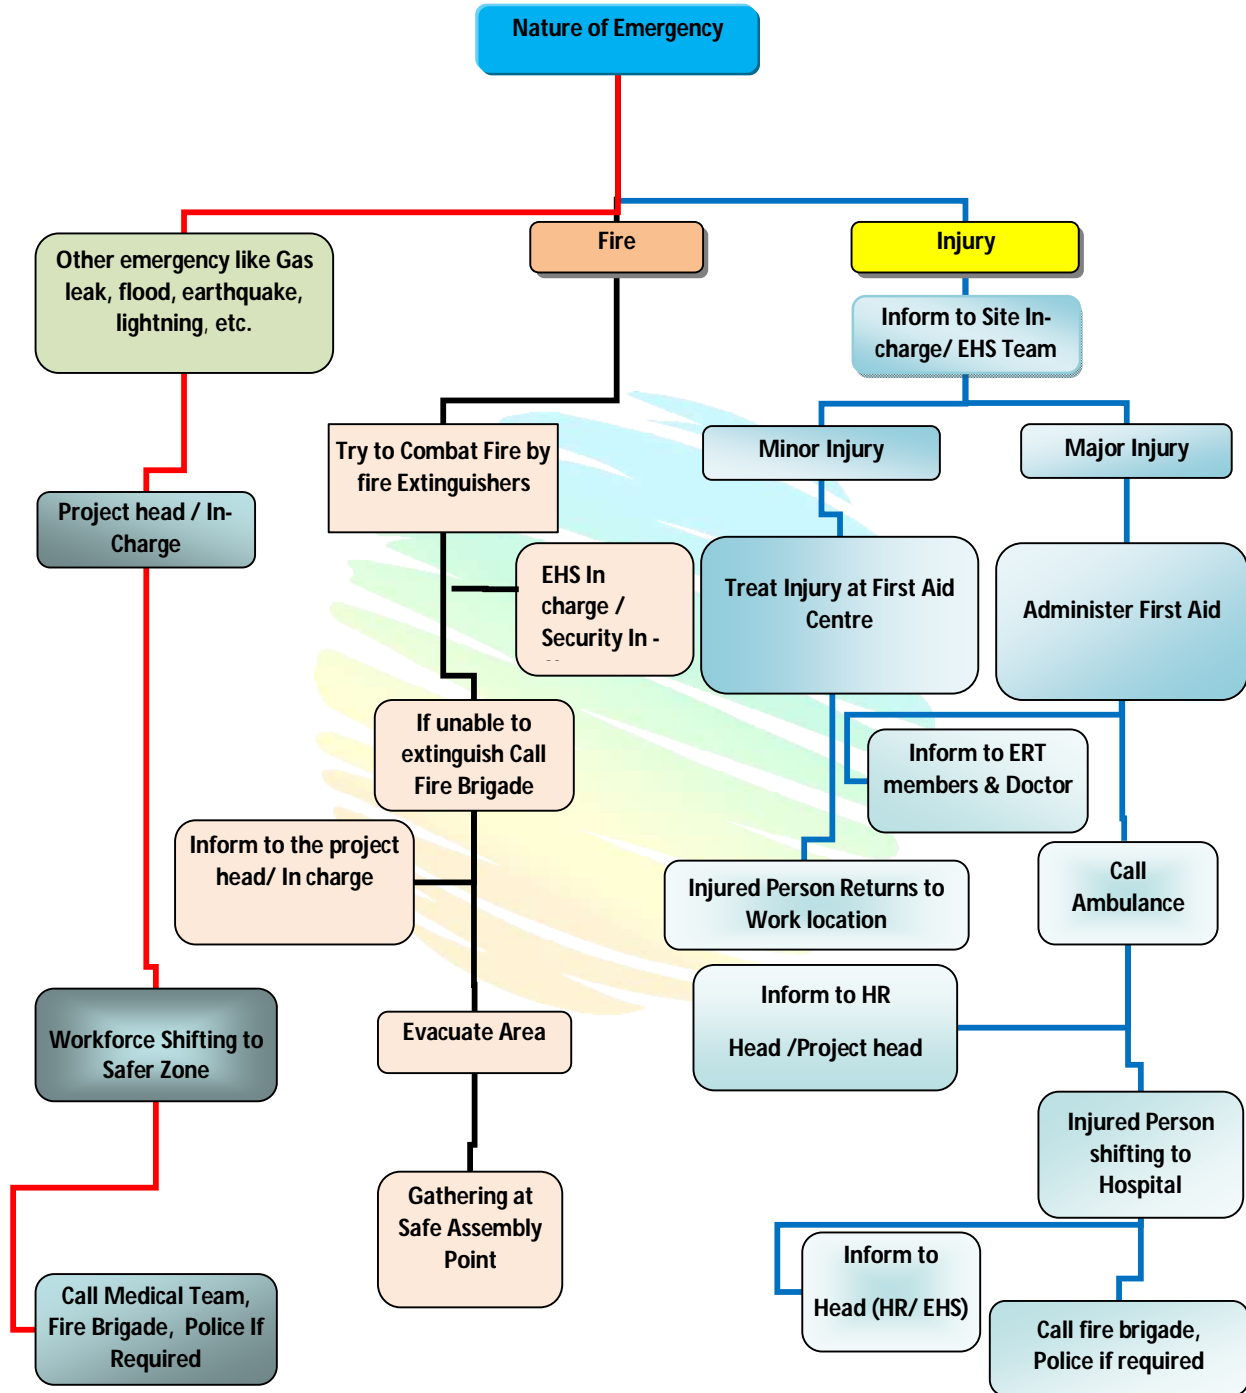 Nature of Emergency
Other emergency like Gas
leak, flood, earthquake,
lightning, etc.
Fire
Injury
Inform to Site In-
charge/ EHS Team
Try to Combat Fire by
fire Extinguishers
Minor Injury
Major Injury
Project head / In-
Charge
EHS In
charge /
Security In -
Treat Injury at First Aid
Centre
Administer First Aid
If unable to
extinguish Call
Fire Brigade
Inform to ERT
members & Doctor
Inform to the project
head/ In charge
Injured Person Returns to
Work location
Call
Ambulance
Inform to HR
Head /Project head
Workforce Shifting to
Safer Zone
Evacuate Area
Injured Person
shifting to
Hospital
Gathering at
Safe Assembly
Point
Inform to
Head (HR/ EHS)
Call Medical Team,
Fire Brigade, Police If
Required
Call fire brigade,
Police if required